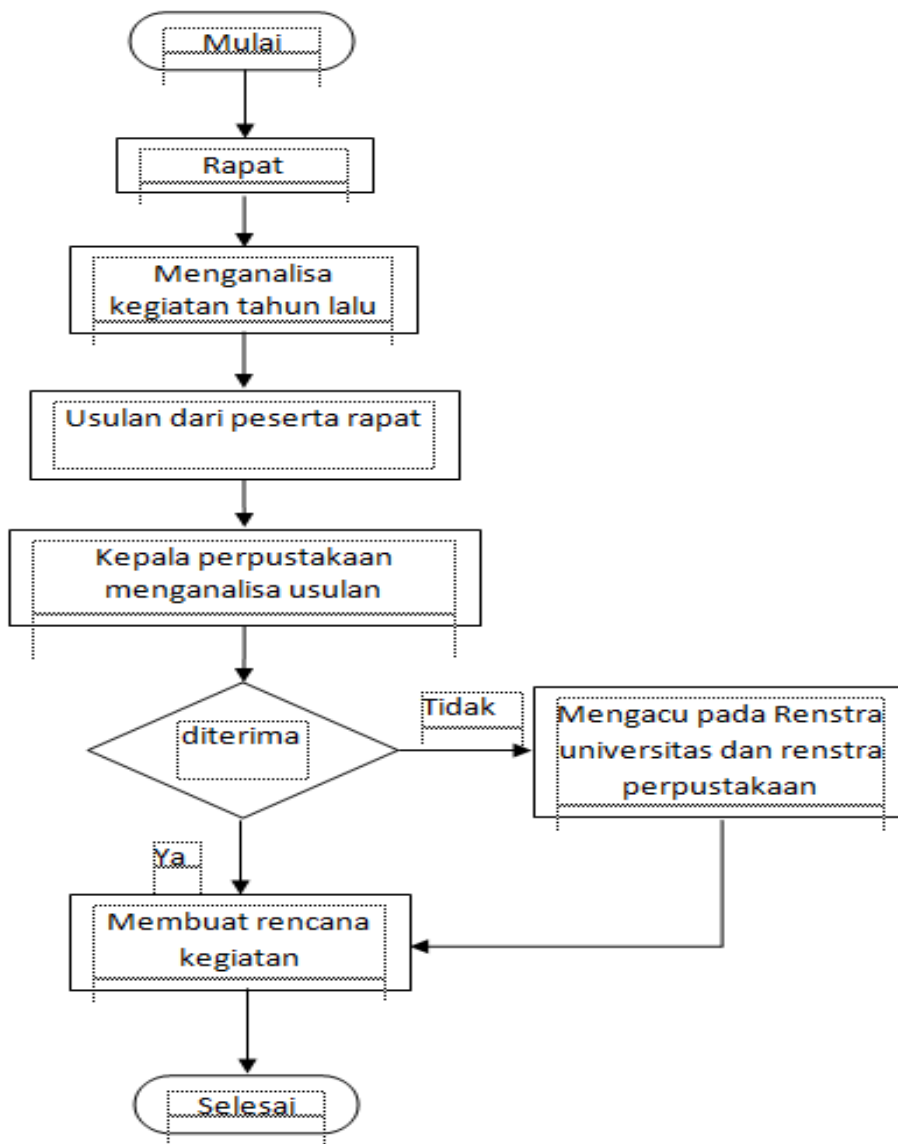 Mulai
Rapat
Menganalisa
kegiatan tahun lalu
Usulan dari peserta rapat
Kepala perpustakaan
menganalisa usulan
diterima
Tidak
Mengacu pada Renstra
universitas dan renstra
perpustakaan
Ya
Membuat rencana
kegiatan
Selesai